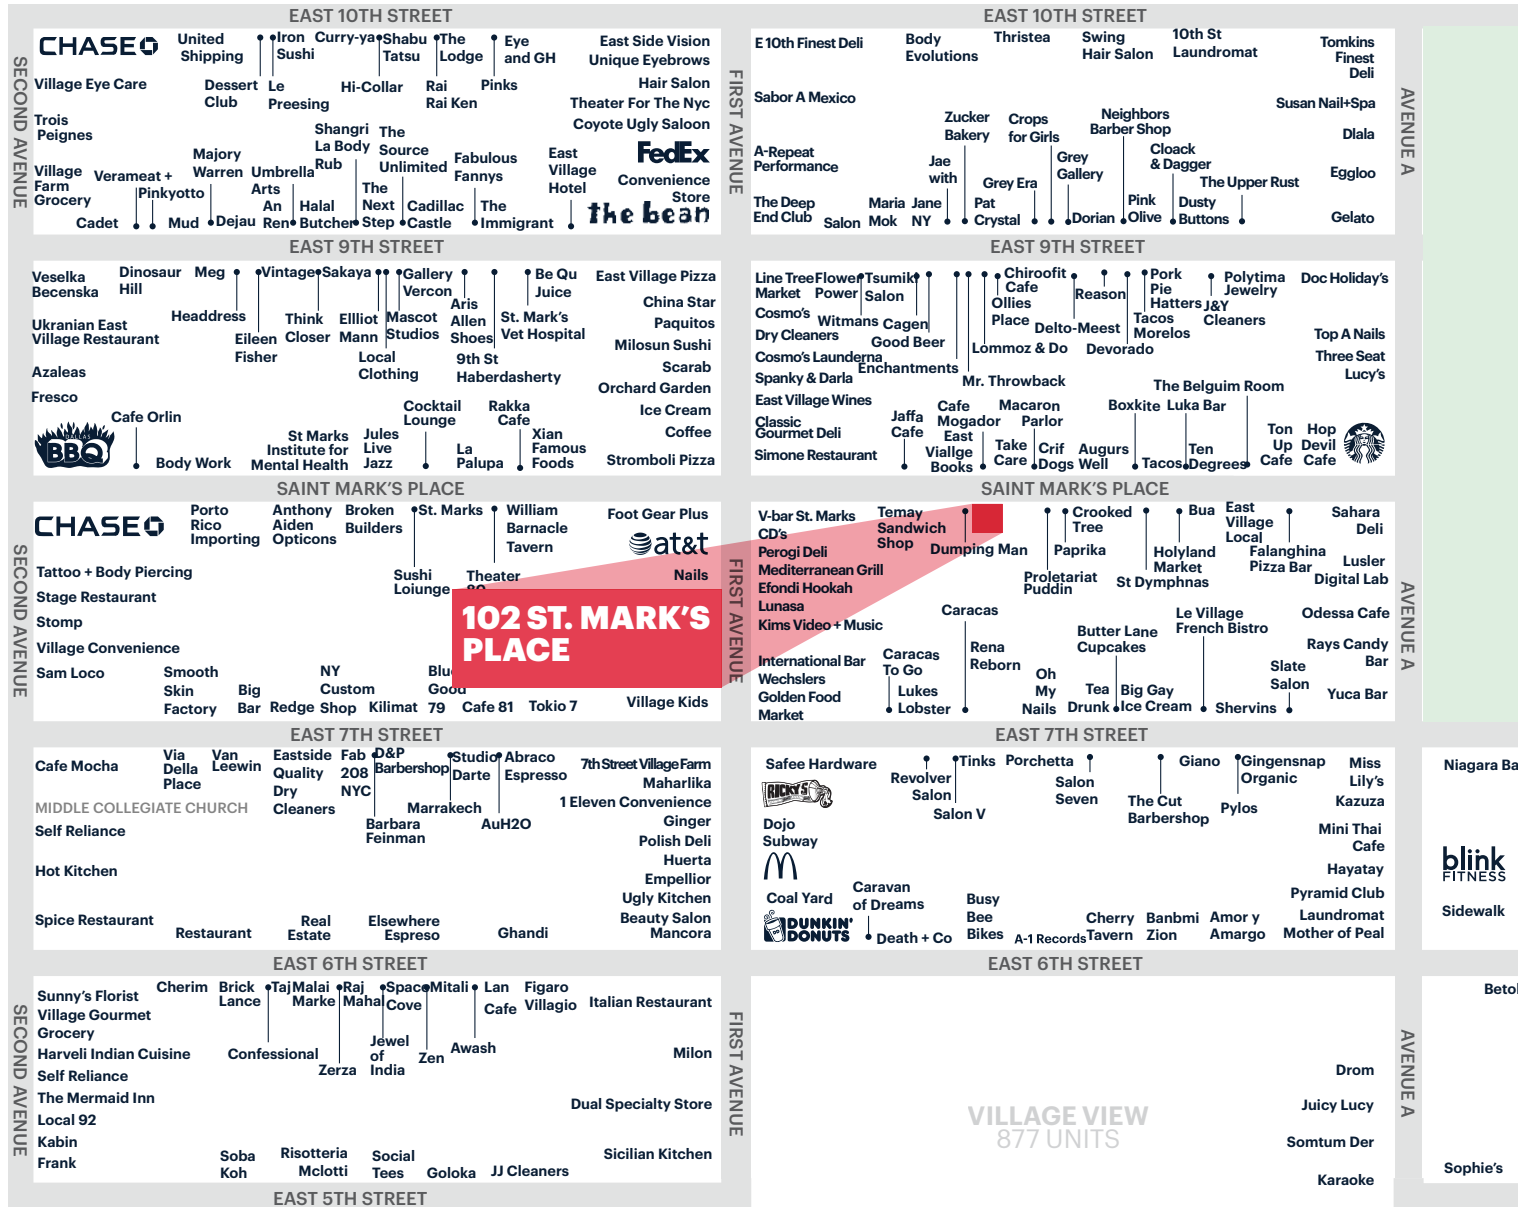 EAST 10TH STREET
EAST 10TH STREET
SECOND AVENUE
CHASE
United
Shipping
Iron
Sushi
Curry-ya
Shabu
Tatsu
The
Lodge
Eye
and GH
East Side Vision
Unique Eyebrows
Village Eye Care
Dessert
Club
Le
Preesing
Hi-Collar
Rai
Rai Ken
Pinks
Hair Salon
Theater For The Nyc
Coyote Ugly Saloon
Trois
Peignes
Shangri
La Body
Rub
The
Source
Unlimited
Fabulous
Fannys
East
Village
Hotel
FedEx
Convenience
Store
the bean
Village
Farm
Grocery
Verameat +
Pinkyotto
Majory
Warren
Umbrella
Arts
An
Ren
Halal
Butcher
The
Next
Step
Cadillac
Castle
The
Immigrant
Cadet
Mud
Dejau
FIRST AVENUE
E 10th Finest Deli
Body
Evolutions
Thristea
Swing
Hair Salon
10th St
Laundromat
Tomkins
Finest
Deli
Sabor A Mexico
Susan Nail+Spa
Zucker
Bakery
Crops
for Girls
Neighbors
Barber Shop
Dlala
A-Repeat
Performance
Jae
with
Grey
Gallery
Cloack
& Dagger
Eggloo
Grey Era
The Upper Rust
The Deep
End Club
Salon
Maria
Mok
Jane
NY
Pat
Crystal
Dorian
Pink
Olive
Dusty
Buttons
Gelato
AVENUE A
EAST 9TH STREET
EAST 9TH STREET
Veselka
Becenska
Dinosaur
Hill
Meg
Vintage
Sakaya
Gallery
Vercon
Be Qu
Juice
East Village Pizza
Headdress
Eileen
Fisher
Think
Closer
Ellliot
Mann
Mascot
Studios
Aris
Allen
Shoes
St. Mark's
Vet Hospital
China Star
Paquitos
Milosun Sushi
Ukranian East
Village Restaurant
Local
Clothing
9th St
Haberdasherty
Scarab
Orchard Garden
Azaleas
Fresco
Ice Cream
Coffee
Stromboli Pizza
DALLAS
BBQ
Cafe Orlin
Body Work
St Marks
Institute for
Mental Health
Jules
Live
Jazz
Cocktail
Lounge
La
Palupa
Rakka
Cafe
Xian
Famous
Foods
Line Tree
Market
Flower
Power
Tsumiki
Salon
Chiroofit
Cafe
Ollies
Place
Reason
Pork
Pie
Hatters
Polytima
Jewelry
Doc Holiday's
Cosmo's
Dry Cleaners
Witmans
Cagen
Good Beer
Delto-Meest
Tacos
Morelos
J&Y
Cleaners
Top A Nails
Cosmo's Launderna
Enchantments
Lommoz & Do
Devorado
Three Seat
Lucy's
Spanky & Darla
Mr. Throwback
The Belguim Room
East Village Wines
Classic
Gourmet Deli
Simone Restaurant
Jaffa
Cafe
Cafe
Mogador
East
Viallge
Books
Macaron
Parlor
Take
Care
Crif
Dogs
Boxkite
Augurs
Well
Luka Bar
Tacos
Ten
Degrees
Ton
Up
Cafe
Hop
Devil
Cafe
SAINT MARK'S PLACE
SAINT MARK'S PLACE
SECOND AVENUE
CHASE
Porto
Rico
Importing
Anthony
Aiden
Opticons
Broken
Builders
St. Marks
William
Barnacle
Tavern
Foot Gear Plus
at&t
Nails
Tattoo + Body Piercing
Stage Restaurant
Stomp
Village Convenience
Sam Loco
Sushi
Loiunge
Theater
102 ST. MARK'S
PLACE
Smooth
Skin
Factory
Big
Bar
Redge
NY
Custom
Shop
Kilimat
Good
79
Cafe 81
Tokio 7
Village Kids
FIRST AVENUE
V-bar St. Marks
CD's
Perogi Deli
Mediterranean Grill
Efondi Hookah
Lunasa
Kims Video + Music
International Bar
Wechslers
Golden Food
Market
Temay
Sandwich
Shop
Dumping Man
Crooked
Tree
Paprika
Proletariat
Puddin
Bua
Holyland
Market
St Dymphnas
East
Village
Local
Falanghina
Pizza Bar
Sahara
Deli
Lusler
Digital Lab
Odessa Cafe
Rays Candy
Bar
Yuca Bar
Caracas
Caracas
To Go
Lukes
Lobster
Rena
Reborn
Oh
My
Nails
Butter Lane
Cupcakes
Tea
Drunk
Big Gay
Ice Cream
Le Village
French Bistro
Shervins
Slate
Salon
AVENUE A
EAST 7TH STREET
EAST 7TH STREET
Cafe Mocha
Via
Della
Place
Van
Leewin
Eastside
Quality
Dry
Cleaners
Fab
208
NYC
D&P
Barbershop
Studio
Darte
Abraco
Espresso
7th Street Village Farm
Maharlika
MIDDLE COLLEGIATE CHURCH
Marrakech
Barbara
Feinman
AuH2O
1 Eleven Convenience
Ginger
Polish Deli
Huerta
Empellior
Ugly Kitchen
Beauty Salon
Mancora
Self Reliance
Hot Kitchen
Spice Restaurant
Restaurant
Real
Estate
Elsewhere
Espreso
Ghandi
Safee Hardware
RICKY'S
Revolver
Salon
Tinks
Salon V
Porchetta
Salon
Seven
The Cut
Barbershop
Giano
Pylos
Gingensnap
Organic
Miss
Lily's
Kazuza
Mini Thai
Cafe
Hayatay
Pyramid Club
Laundromat
Mother of Peal
Dojo
Subway
Coal Yard
DUNKIN'
DONUTS
Caravan
of Dreams
Death + Co
Busy
Bee
Bikes
A-1 Records
Cherry
Tavern
Banbmi
Zion
Amor y
Amargo
Niagara Ba
blink
FITNESS
Sidewalk
EAST 6TH STREET
EAST 6TH STREET
SECOND AVENUE
Sunny's Florist
Village Gourmet
Grocery
Harveli Indian Cuisine
Self Reliance
The Mermaid Inn
Local 92
Kabin
Frank
Cherim
Brick
Lance
Taj
Malai
Marke
Raj
Mahal
Space
Cove
Mitali
Lan
Cafe
Figaro
Villagio
Italian Restaurant
Confessional
Zerza
Jewel
of
India
Zen
Awash
Milon
Dual Specialty Store
Sicilian Kitchen
Soba
Koh
Risotteria
Mclotti
Social
Tees
Goloka
JJ Cleaners
FIRST AVENUE
VILLAGE VIEW
877 UNITS
Drom
Juicy Lucy
Somtum Der
Karaoke
AVENUE A
Betol
Sophie's
EAST 5TH STREET